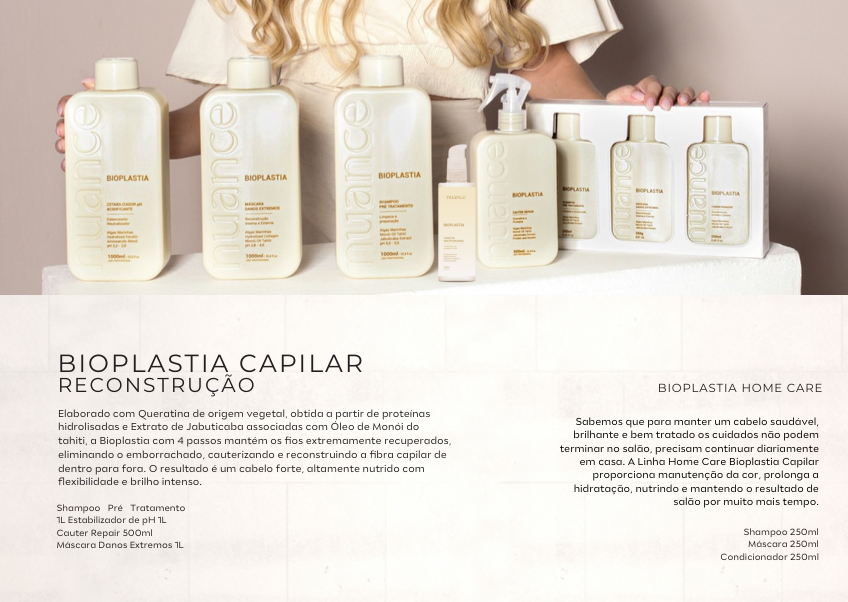 nuance
BIOPLASTIA
ESTABILIZADOR pH
ACIDIFICANTE
1000ml
nuance
BIOPLASTIA
MÁSCARA
DANOS EXTREMOS
1000ml
nuance
BIOPLASTIA
SHAMPOO
PRÉ TRATAMENTO
Limpeza e
preparação
1000ml
BIOPLASTIA
nuance
BIOPLASTIA
CAUTER REPAIR
500ml
BIOPLASTIA
nuance
BIOPLASTIA
nuance
BIOPLASTIA
BIOPLASTIA CAPILAR
RECONSTRUÇÃO
Elaborado com Queratina de origem vegetal, obtida a partir de proteínas
hidrolisadas e Extrato de Jabuticaba associadas com Óleo de Monói do
tahiti, a Bioplastia com 4 passos mantém os fios extremamente recuperados,
eliminando o emborrachado, cauterizando e reconstruindo a fibra capilar de
dentro para fora. O resultado é um cabelo forte, altamente nutrido com
flexibilidade e brilho intenso.
Shampoo Pré Tratamento
1L Estabilizador de pH 1L
Cauter Repair 500ml
Máscara Danos Extremos 1L
BIOPLASTIA HOME CARE
Sabemos que para manter um cabelo saudável,
brilhante e bem tratado os cuidados não podem
terminar no salão, precisam continuar diariamente
em casa. A Linha Home Care Bioplastia Capilar
proporciona manutenção da cor, prolonga a
hidratação, nutrindo e mantendo o resultado de
salão por muito mais tempo.
Shampoo 250ml
Máscara 250ml
Condicionador 250ml